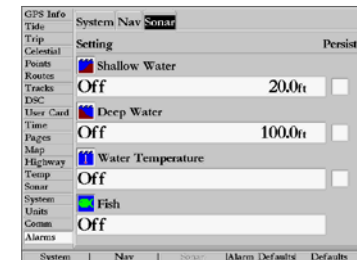 GPS Info
Tide
Trip
Celestial
Points
Routes
Tracks
DSC
User Card
Time
Pages
Map
Highway
Temp
Sonar
System
Units
Comm
Alarms
System Nav Sonar
Setting Persist
Shallow Water
Off 20.0ft
Deep Water
Off 100.0ft
Water Temperature
Off
Fish
Off
System | Nav | Sonar |Alarm Defaults| Defaults